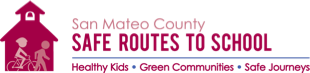 San Mateo County
SAFE ROUTES TO SCHOOL
Healthy Kids • Green Communities • Safe Journeys